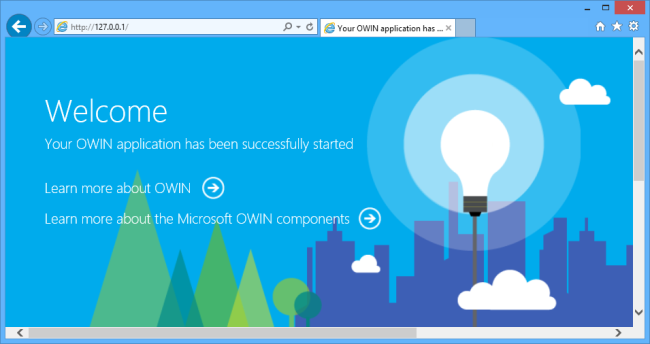 http://127.0.0.1/
Your OWIN application has ...
Welcome
Your OWIN application has been successfully started
Learn more about OWIN
Learn more about the Microsoft OWIN components